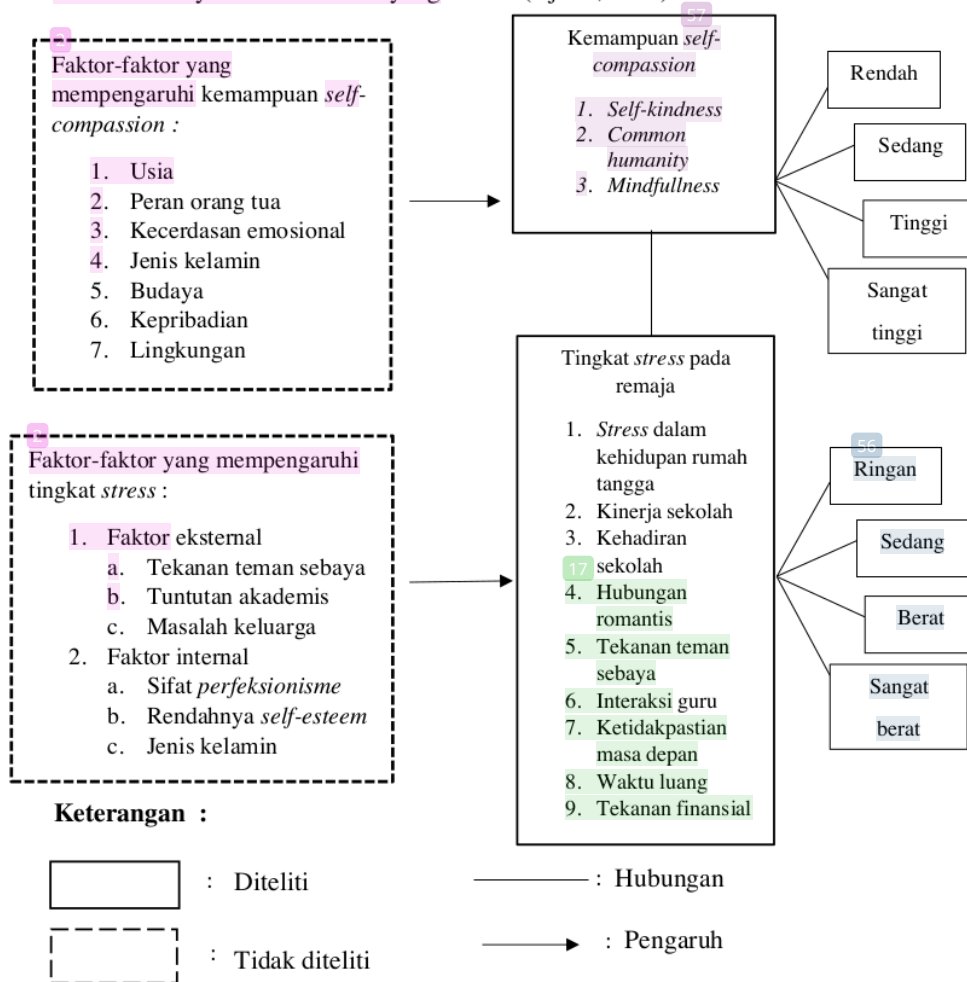 57
Kemampuan self-
compassion
1. Self-kindness
2. Common
humanity
3. Mindfullness
Rendah
Sedang
Tinggi
Sangat
tinggi
2
Faktor-faktor yang
mempengaruhi kemampuan self-
compassion :
1. Usia
2. Peran orang tua
3. Kecerdasan emosional
4. Jenis kelamin
5. Budaya
6. Kepribadian
7. Lingkungan
Faktor-faktor yang mempengaruhi
tingkat stress :
1. Faktor eksternal
a. Tekanan teman sebaya
b. Tuntutan akademis
c. Masalah keluarga
2. Faktor internal
a. Sifat perfeksionisme
b. Rendahnya self-esteem
c. Jenis kelamin
Tingkat stress pada
remaja
1. Stress dalam
kehidupan rumah
tangga
2. Kinerja sekolah
3. Kehadiran
17 sekolah
4. Hubungan
romantis
5. Tekanan teman
sebaya
6. Interaksi guru
7. Ketidakpastian
masa depan
8. Waktu luang
9. Tekanan finansial
56
Ringan
Sedang
Berat
Sangat
berat
Keterangan :
: Diteliti
: Tidak diteliti
: Hubungan
: Pengaruh